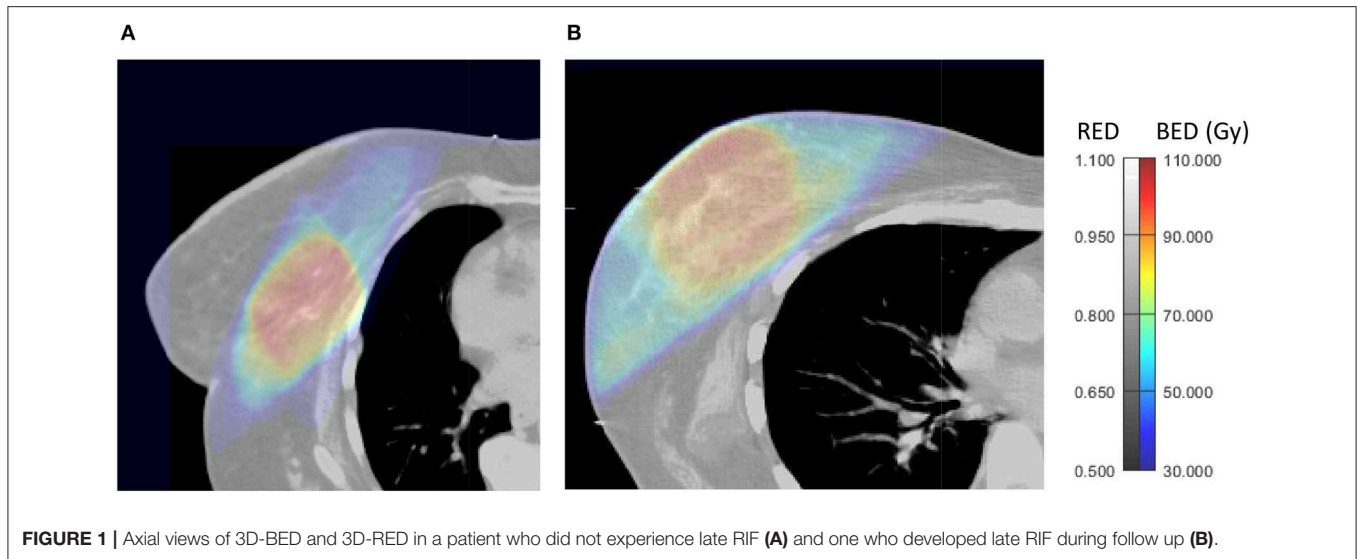 A
B
RED BED (Gy)
1.100 110.000
0.950 90.000
0.800 70.000
0.650 50.000
0.500 30.000
FIGURE 1 | Axial views of 3D-BED and 3D-RED in a patient who did not experience late RIF (A) and one who developed late RIF during follow up (B).